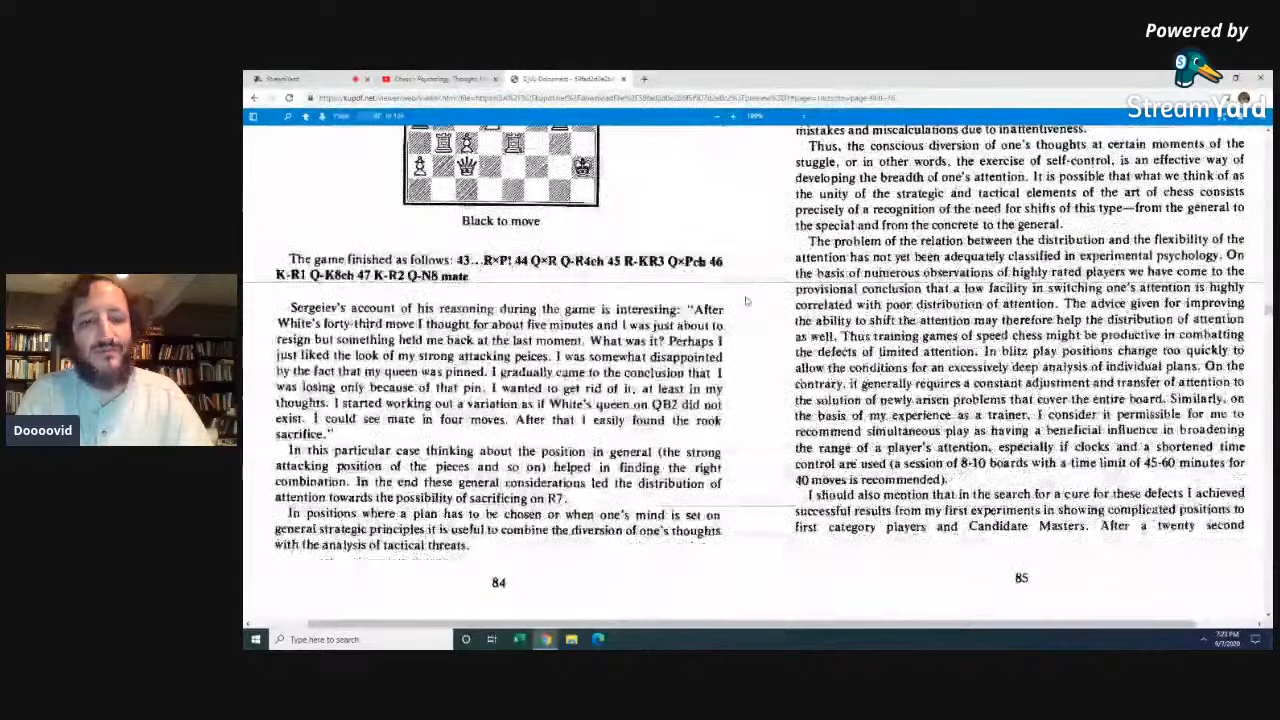 Powered by
StreamYard
StreamYard
Chess - Psychology, Thought,
DjVu Document -
Page
100%
Black to move
The game finished as follows: 43...R×P! 44 Q×R Q-R4ch 45 R-KR3 Q×Pch 46
K-R1 Q-K8ch 47 K-R2 Q-N8 mate
Sergeiev's account of his reasoning during the game is interesting: "After
White's forty-third move I thought for about five minutes and I was just about to
resign but something held me back at the last moment. What was it? Perhaps I
just liked the look of my strong attacking peices. I was somewhat disappointed
by the fact that my queen was pinned. I gradually came to the conclusion that I
was losing only because of that pin. I wanted to get rid of it, at least in my
thoughts. I started working out a variation as if White's queen on QB2 did not
exist. I could see mate in four moves. After that I easily found the rook
sacrifice."
In this particular case thinking about the position in general (the strong
attacking position of the pieces and so on) helped in finding the right
combination. In the end these general considerations led the distribution of
attention towards the possibility of sacrificing on R7.
In positions where a plan has to be chosen or when one's mind is set on
general strategic principles it is useful to combine the diversion of one's thoughts
with the analysis of tactical threats.
84
mistakes and miscalculations due to inattentiveness.
Thus, the conscious diversion of one's thoughts at certain moments of the
stuggle, or in other words, the exercise of self-control, is an effective way of
developing the breadth of one's attention. It is possible that what we think of as
the unity of the strategic and tactical elements of the art of chess consists
precisely of a recognition of the need for shifts of this type—from the general to
the special and from the concrete to the general.
The problem of the relation between the distribution and the flexibility of the
attention has not yet been adequately classified in experimental psychology. On
the basis of numerous observations of highly rated players we have come to the
provisional conclusion that a low facility in switching one's attention is highly
correlated with poor distribution of attention. The advice given for improving
the ability to shift the attention may therefore help the distribution of attention
as well. Thus training games of speed chess might be productive in combatting
the defects of limited attention. In blitz play positions change too quickly to
allow the conditions for an excessively deep analysis of individual plans. On the
contrary, it generally requires a constant adjustment and transfer of attention to
the solution of newly arisen problems that cover the entire board. Similarly, on
the basis of my experience as a trainer, I consider it permissible for me to
recommend simultaneous play as having a beneficial influence in broadening
the range of a player's attention, especially if clocks and a shortened time
control are used (a session of 8-10 boards with a time limit of 45-60 minutes for
40 moves is recommended).
I should also mention that in the search for a cure for these defects I achieved
successful results from my first experiments in showing complicated positions to
first category players and Candidate Masters. After a twenty second
85
Doooovid
Type here to search
7:23 PM
9/7/2020